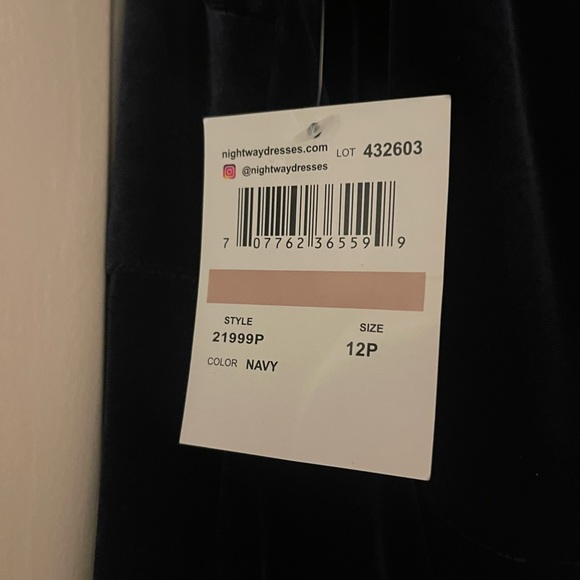 nightwaydresses.com LOT 432603
@nightwaydresses
7 07762 36559 9
STYLE SIZE
21999P 12P
COLOR NAVY